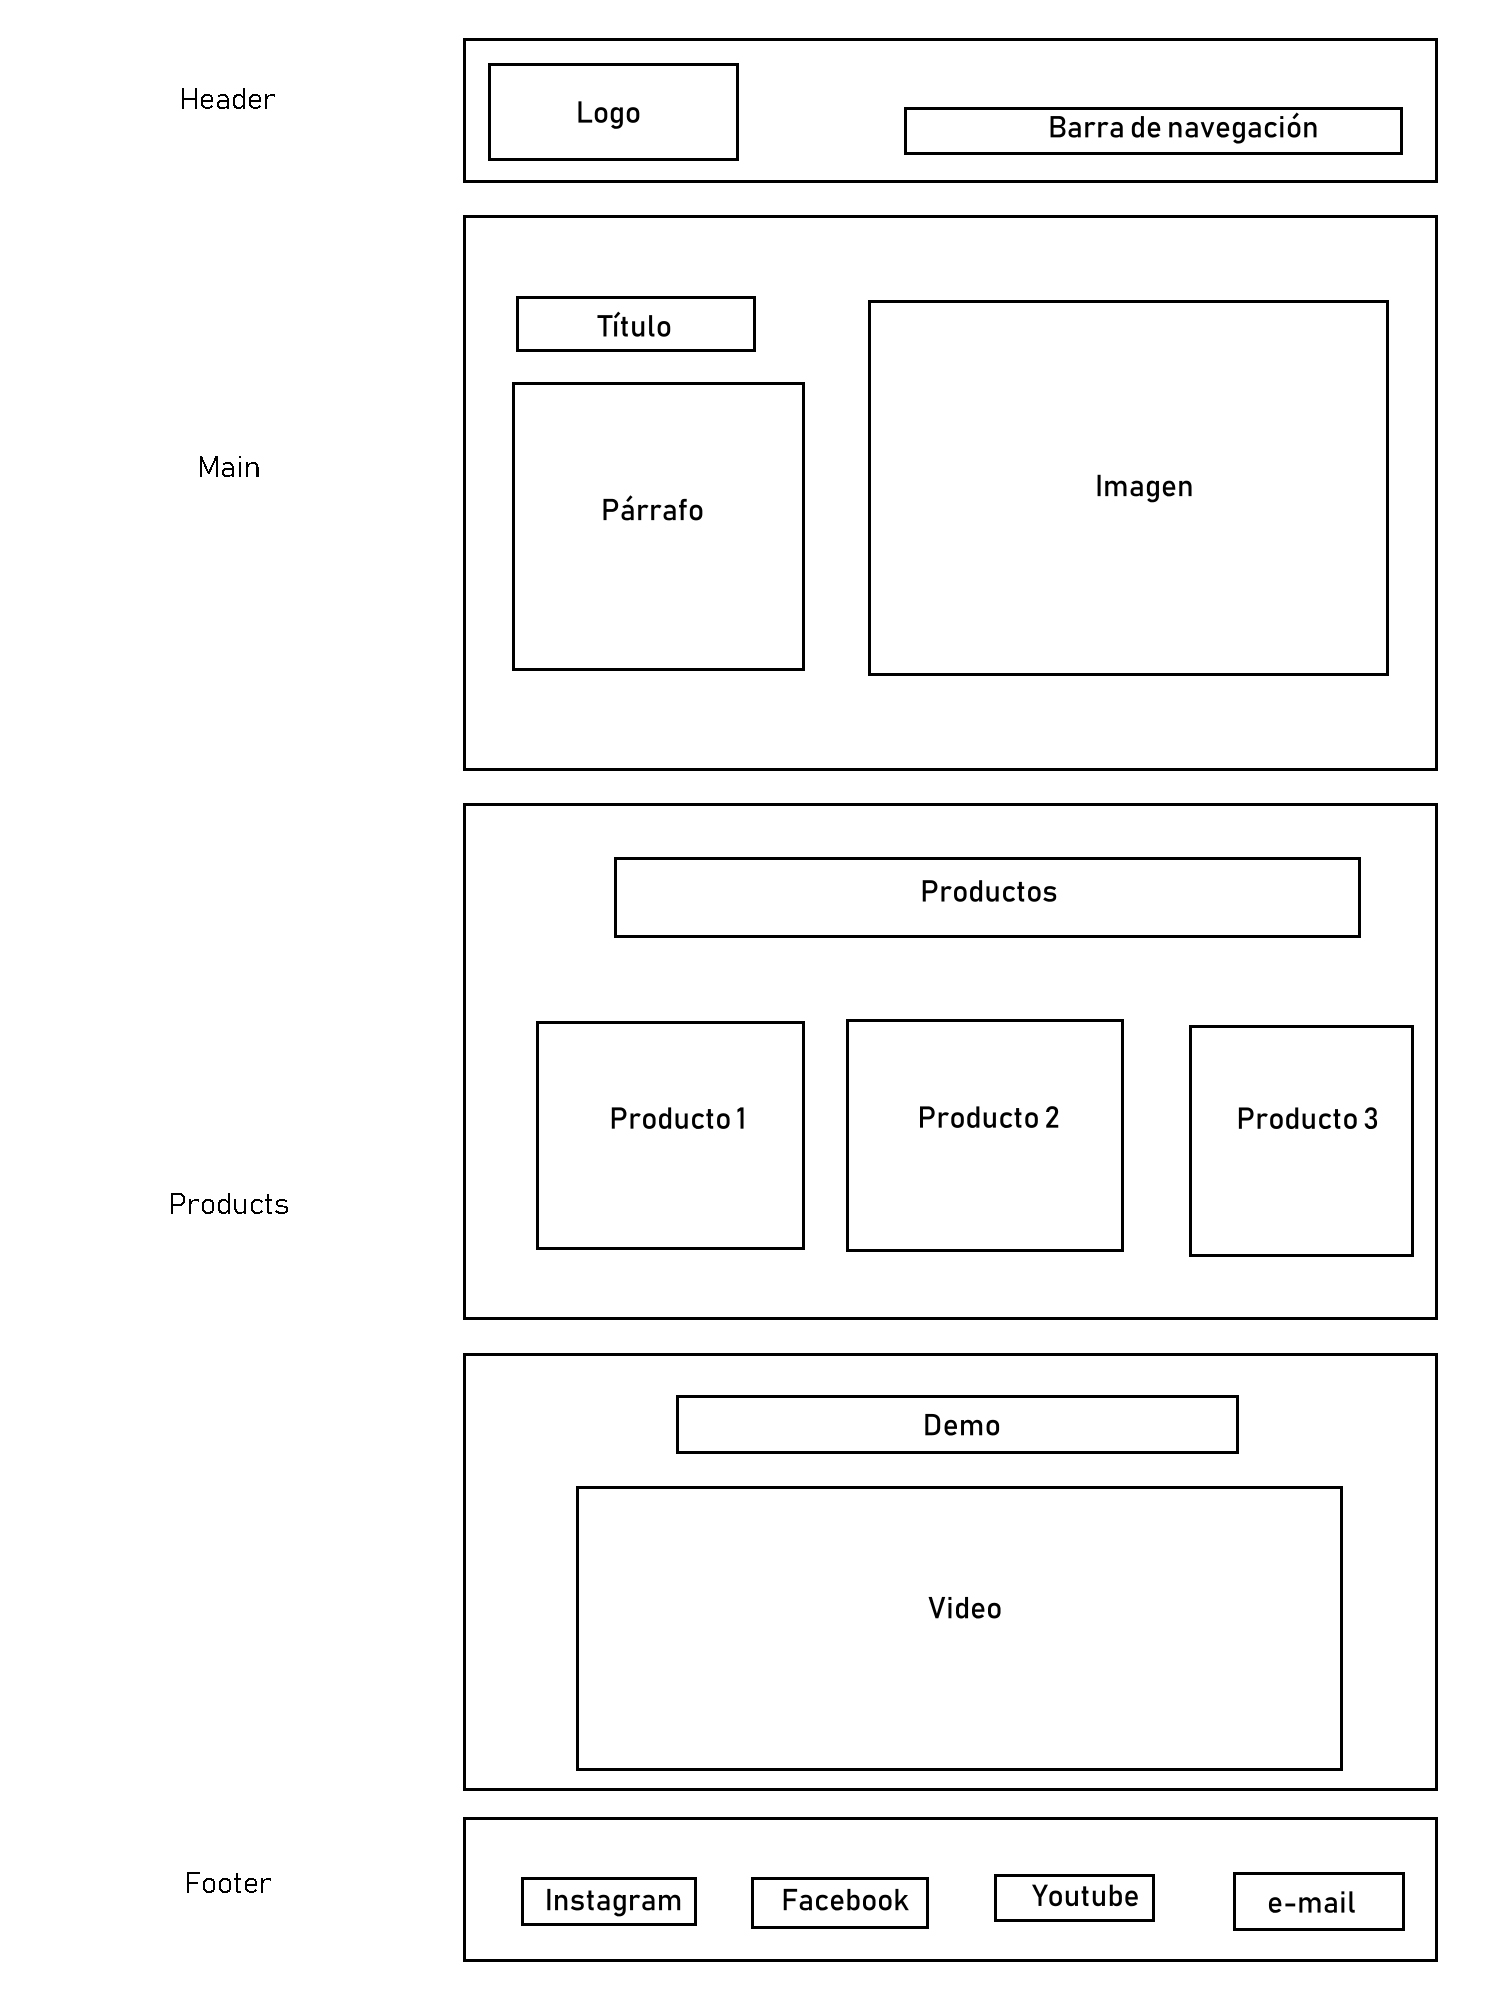 Header
Logo
Barra de navegación
Main
Título
Párrafo
Imagen
Products
Productos
Producto 1
Producto 2
Producto 3
Demo
Video
Footer
Instagram
Facebook
Youtube
e-mail